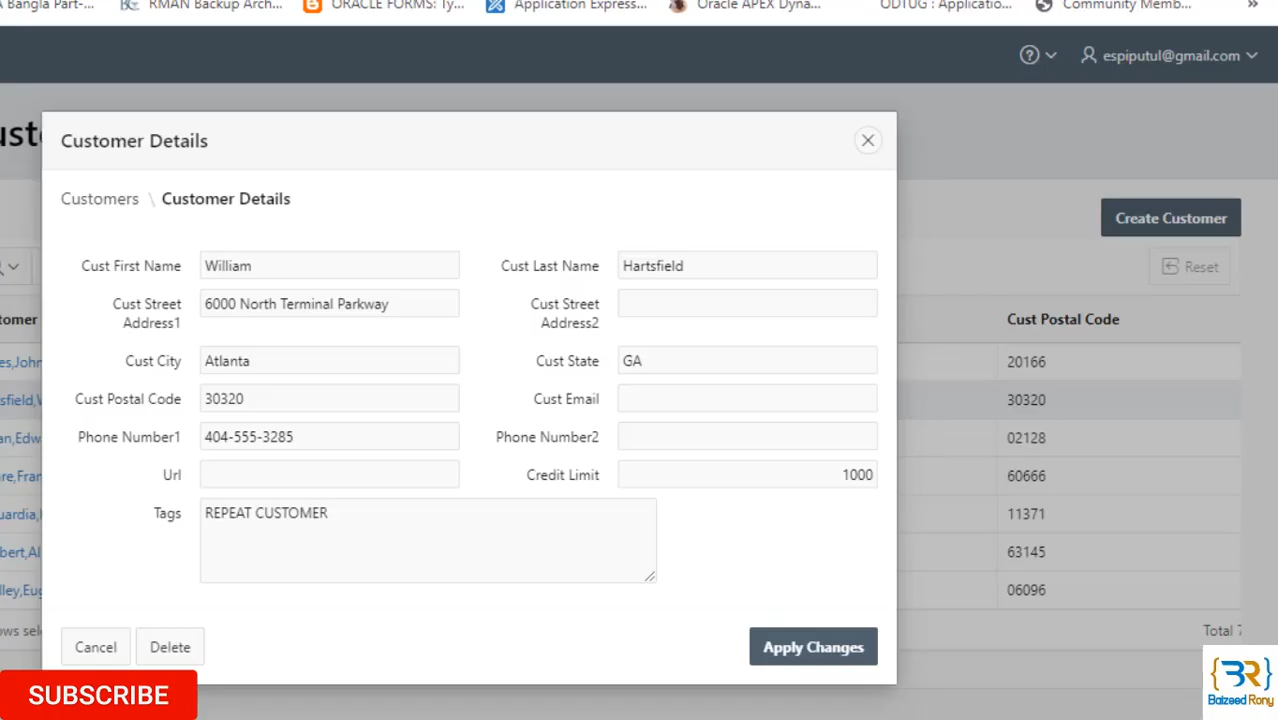 Bangla Part-... RMAN Backup Arch... ORACLE FORMS: Ty... Application Express... Oracle APEX Dyna... ODTUG : Applicatio... Community Memb... »
espiputul@gmail.com
Customer Details
Customers \ Customer Details
Create Customer
Cust First Name William Cust Last Name Hartsfield
Reset
Cust Street Address1 6000 North Terminal Parkway Cust Street Address2
Cust Postal Code
Cust City Atlanta Cust State GA
20166
Cust Postal Code 30320 Cust Email
30320
Phone Number1 404-555-3285 Phone Number2
02128
Url Credit Limit 1000
60666
Tags REPEAT CUSTOMER
11371
63145
06096
Total 7
Cancel Delete Apply Changes
SUBSCRIBE
{BR}
Baizeed Rony